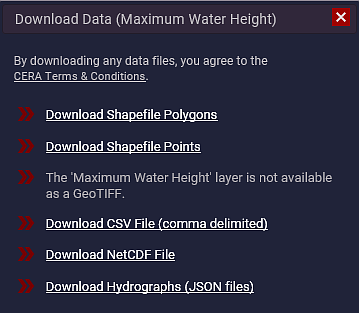 Download Data (Maximum Water Height)
By downloading any data files, you agree to the
CERA Terms & Conditions.
Download Shapefile Polygons
Download Shapefile Points
The 'Maximum Water Height' layer is not available
as a GeoTIFF.
Download CSV File (comma delimited)
Download NetCDF File
Download Hydrographs (JSON files)